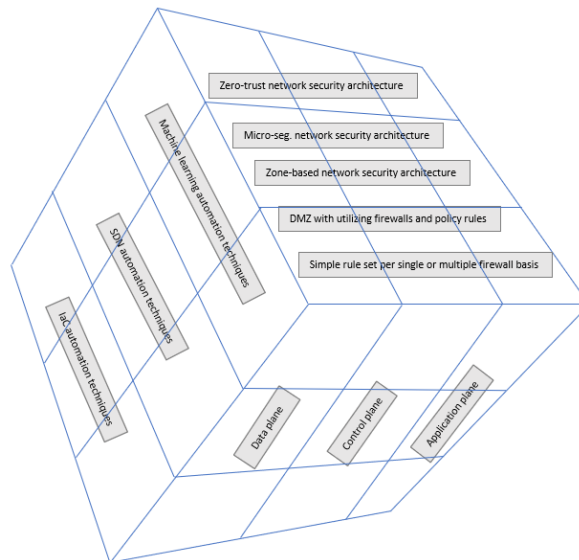 Zero-trust network security architecture
Micro-seg. network security architecture
Zone-based network security architecture
DMZ with utilizing firewalls and policy rules
Simple rule set per single or multiple firewall basis
Machine learning automation techniques
SDN automation techniques
IaC automation techniques
Data plane
Control plane
Application plane